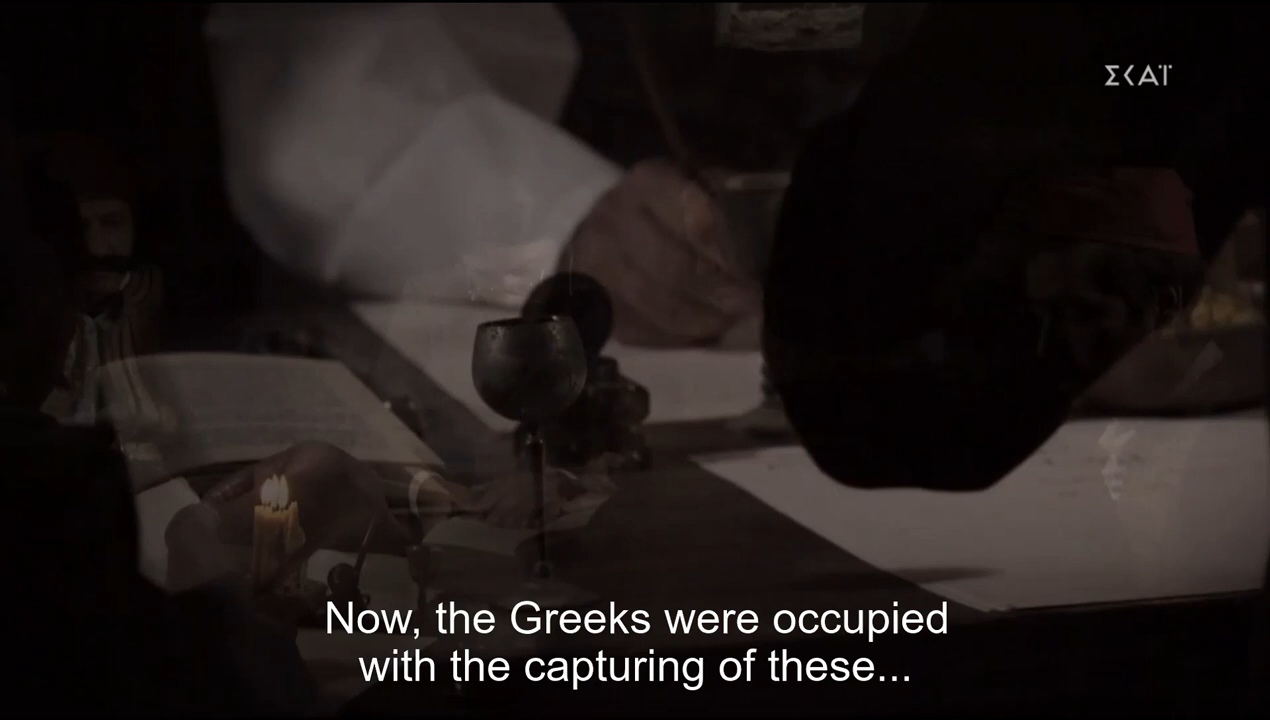 ΣΚΑΪ
Now, the Greeks were occupied
with the capturing of these...